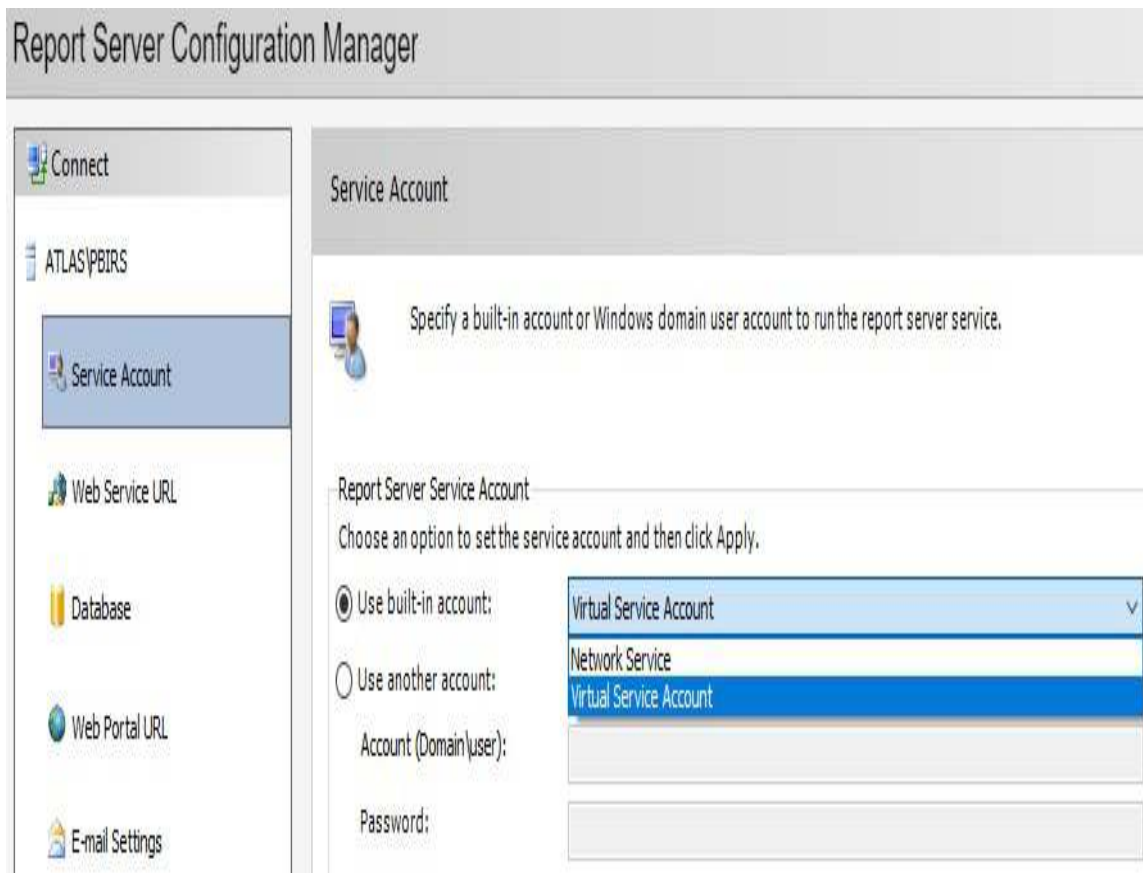 Report Server Configuration Manager
Connect
ATLAS\PBIRS
Service Account
Web Service URL
Database
Web Portal URL
E-mail Settings
Service Account
Specify a built-in account or Windows domain user account to run the report server service.
Report Server Service Account
Choose an option to set the service account and then click Apply.
Use built-in account:
Virtual Service Account
Network Service
Virtual Service Account
Use another account:
Account (Domain\user):
Password: